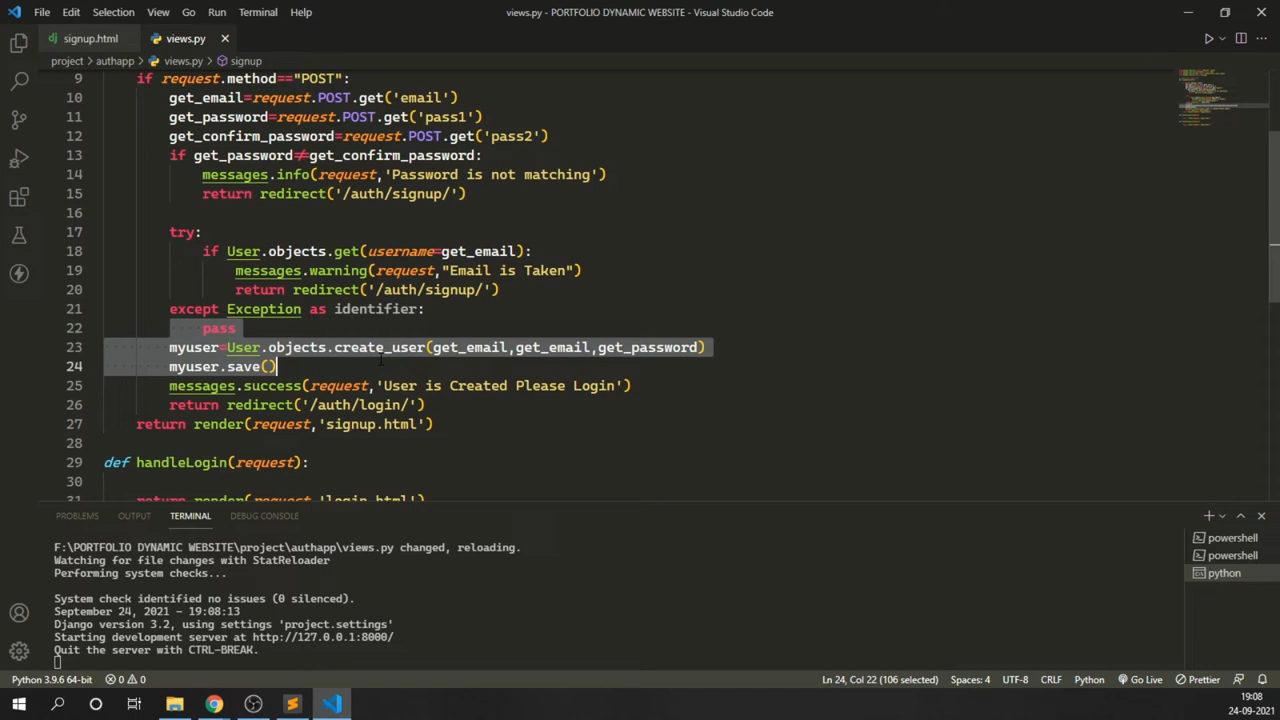 File Edit Selection View Go Run Terminal Help
views.py - PORTFOLIO DYNAMIC WEBSITE - Visual Studio Code
signup.html
views.py
project > authapp > views.py > signup
9 if request.method=="POST":
10 get_email=request.POST.get('email')
11 get_password=request.POST.get('pass1')
12 get_confirm_password=request.POST.get('pass2')
13 if get_password!=get_confirm_password:
14 messages.info(request,'Password is not matching')
15 return redirect('/auth/signup/')
16
17 try:
18 if User.objects.get(username=get_email):
19 messages.warning(request,"Email is Taken")
20 return redirect('/auth/signup/')
21 except Exception as identifier:
22 pass
23 myuser=User.objects.create_user(get_email,get_email,get_password)
24 myuser.save()
25 messages.success(request,'User is Created Please Login')
26 return redirect('/auth/login/')
27 return render(request,'signup.html')
28
29 def handleLogin(request):
30
31 return render(request,'login.html')
PROBLEMS OUTPUT TERMINAL DEBUG CONSOLE
F:\PORTFOLIO DYNAMIC WEBSITE\project\authapp\views.py changed, reloading.
Watching for file changes with StatReloader
Performing system checks...
System check identified no issues (0 silenced).
September 24, 2021 - 19:08:13
Django version 3.2, using settings 'project.settings'
Starting development server at http://127.0.0.1:8000/
Quit the server with CTRL-BREAK.
powershell
powershell
python
Python 3.9.6 64-bit 0 0 Ln 24, Col 22 (106 selected) Spaces: 4 UTF-8 CRLF Python Go Live Prettier
19:08
24-09-2021